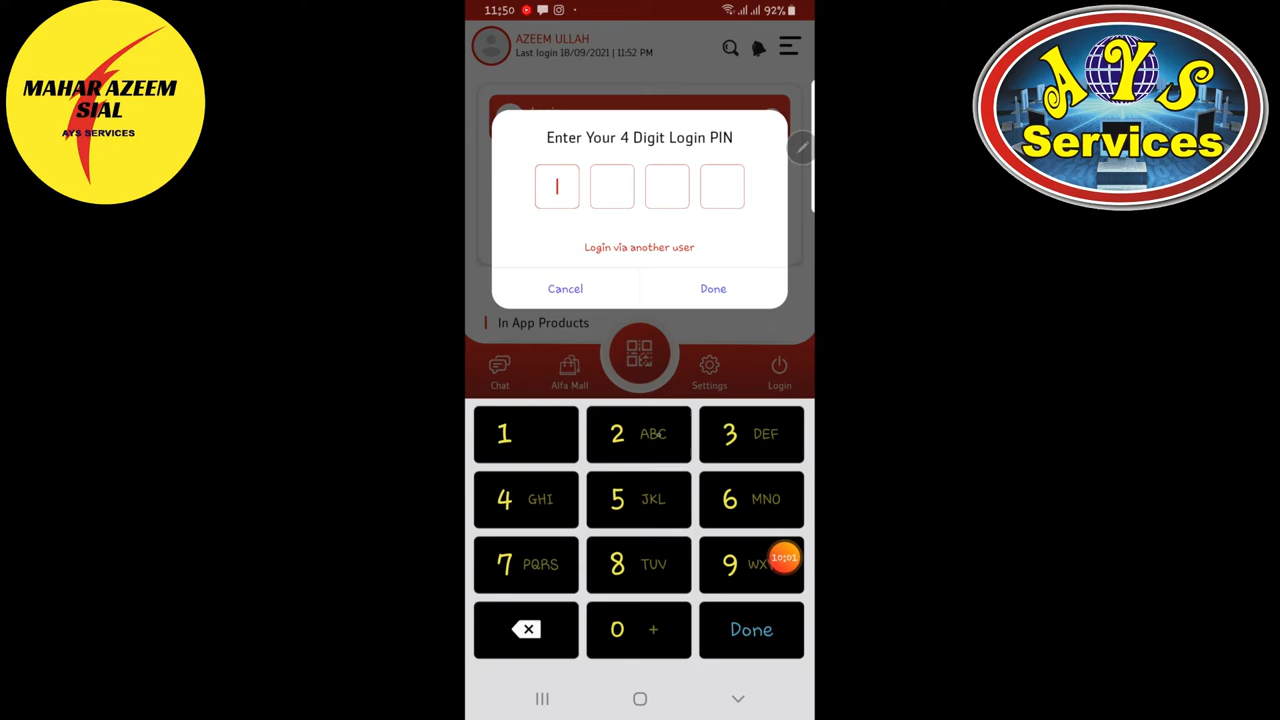 MAHAR AZEEM
SIAL
AYS SERVICES
AYS
Services
11:50
92%
AZEEM ULLAH
Last login 18/09/2021 | 11:52 PM
Enter Your 4 Digit Login PIN
Login via another user
Cancel
Done
In App Products
Chat
Alfa Mall
Settings
Login
1
2 ABC
3 DEF
4 GHI
5 JKL
6 MNO
7 PQRS
8 TUV
9
10:01
0 +
Done